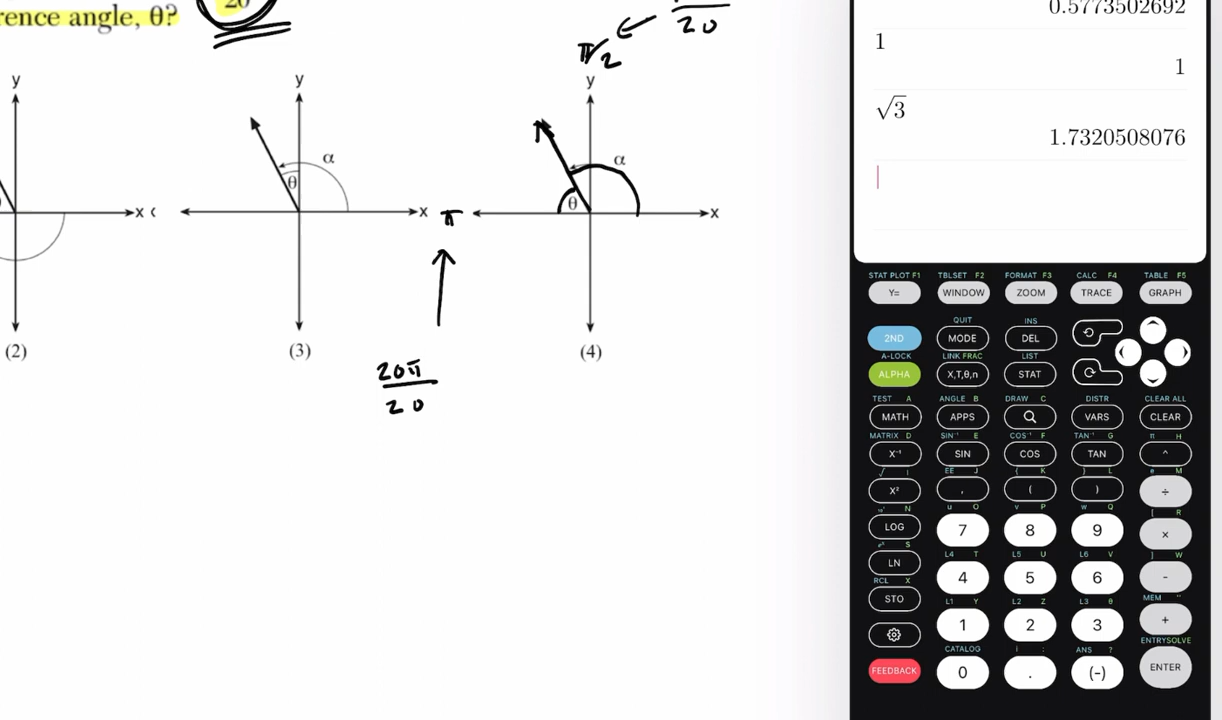 rence angle, θ?
20
π/2
20
y
y
y
α
α
θ
θ
x
x
x
π
(2)
(3)
(4)
20π
20
0.5773502692
1
1
√3
1.7320508076
STAT PLOT F1 TBLSET F2 FORMAT F3 CALC F4 TABLE F5
Y= WINDOW ZOOM TRACE GRAPH
QUIT INS
2ND MODE DEL
A-LOCK LINK FRAC LIST
ALPHA X,T,θ,n STAT
TEST A ANGLE B DRAW C DISTR CLEAR ALL
MATH APPS VARS CLEAR
MATRIX D SIN⁻¹ E COS⁻¹ F TAN⁻¹ G π H
X⁻¹ SIN COS TAN ^
√ I EE J { K } L e M
X² , ( ) ÷
10ˣ N u O v P w Q [ R
LOG 7 8 9 ×
eˣ S L4 T L5 U L6 V ] W
LN 4 5 6 -
RCL X L1 Y L2 Z L3 θ MEM "
STO 1 2 3 +
CATALOG i : ANS ? ENTRY SOLVE
FEEDBACK 0 . (-) ENTER